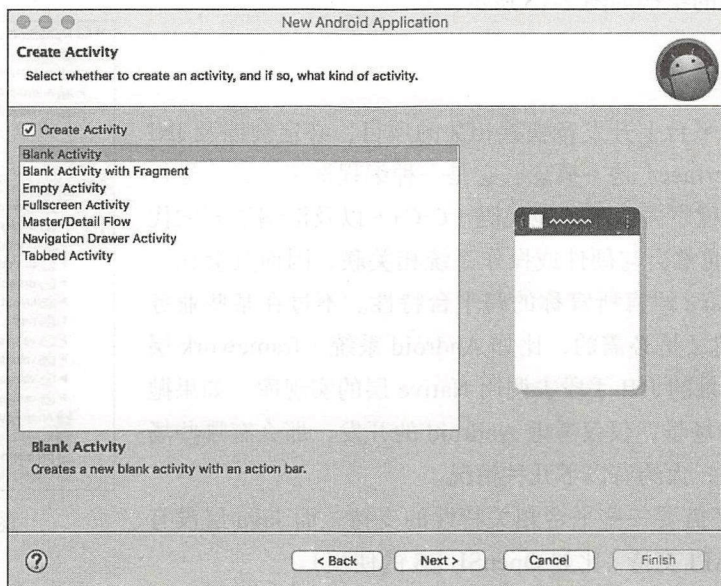 New Android Application
Create Activity
Select whether to create an activity, and if so, what kind of activity.
Create Activity
Blank Activity
Blank Activity with Fragment
Empty Activity
Fullscreen Activity
Master/Detail Flow
Navigation Drawer Activity
Tabbed Activity
Blank Activity
Creates a new blank activity with an action bar.
?
< Back
Next >
Cancel
Finish